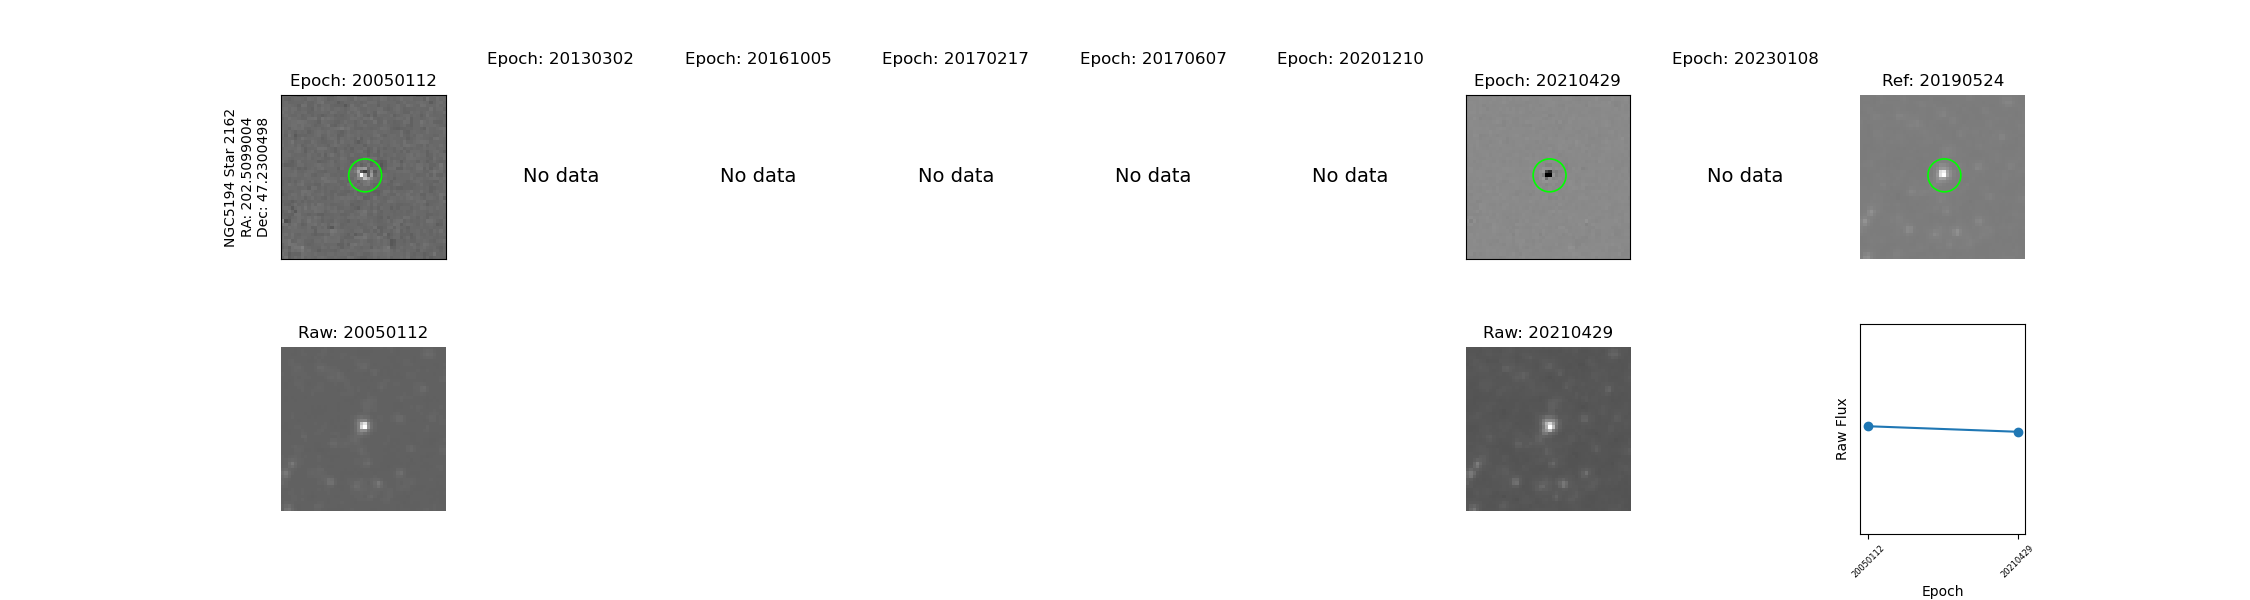 Epoch: 20050112
Epoch: 20130302
Epoch: 20161005
Epoch: 20170217
Epoch: 20170607
Epoch: 20201210
Epoch: 20210429
Epoch: 20230108
Ref: 20190524
NGC5194 Star 2162
RA: 202.5099004
Dec: 47.2300498
No data
No data
No data
No data
No data
No data
Raw: 20050112
Raw: 20210429
Raw Flux
20050112
20210429
Epoch